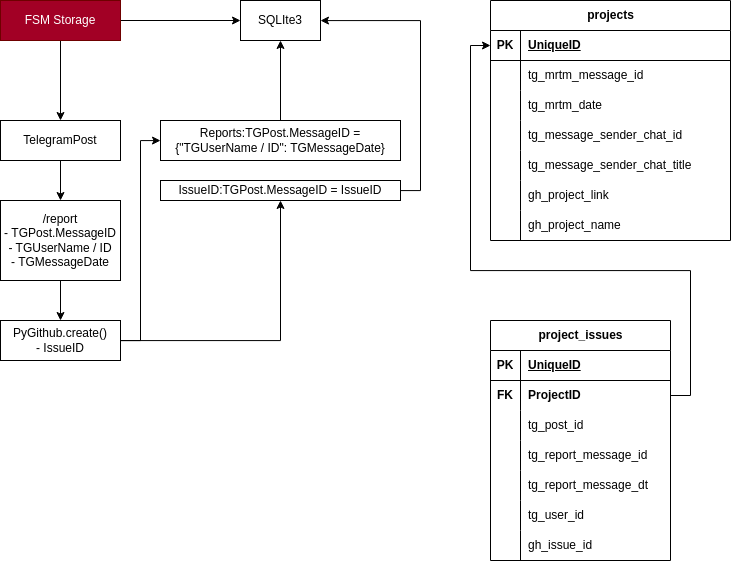 FSM Storage
SQLIte3
TelegramPost
Reports:TGPost.MessageID =
{"TGUserName / ID": TGMessageDate}
IssueID:TGPost.MessageID = IssueID
/report
- TGPost.MessageID
- TGUserName / ID
- TGMessageDate
PyGithub.create()
- IssueID
projects
PK UniqueID
tg_mrtm_message_id
tg_mrtm_date
tg_message_sender_chat_id
tg_message_sender_chat_title
gh_project_link
gh_project_name
project_issues
PK UniqueID
FK ProjectID
tg_post_id
tg_report_message_id
tg_report_message_dt
tg_user_id
gh_issue_id